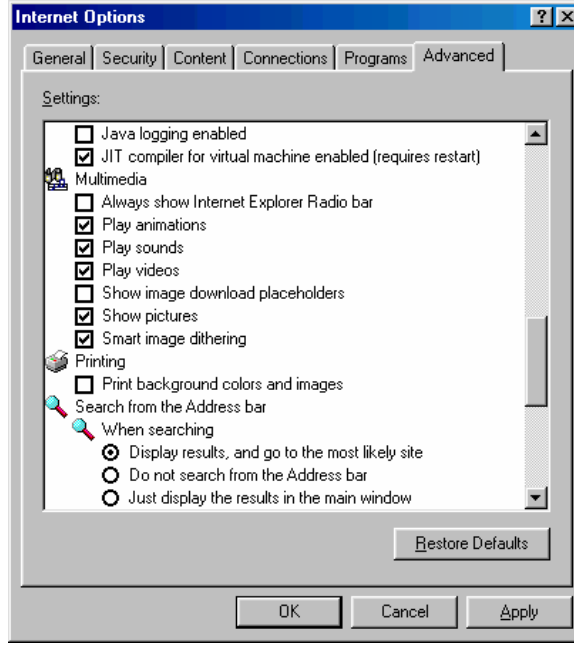 Internet Options
General Security Content Connections Programs Advanced
Settings:
Java logging enabled
JIT compiler for virtual machine enabled (requires restart)
Multimedia
Always show Internet Explorer Radio bar
Play animations
Play sounds
Play videos
Show image download placeholders
Show pictures
Smart image dithering
Printing
Print background colors and images
Search from the Address bar
When searching
Display results, and go to the most likely site
Do not search from the Address bar
Just display the results in the main window
Restore Defaults
OK Cancel Apply